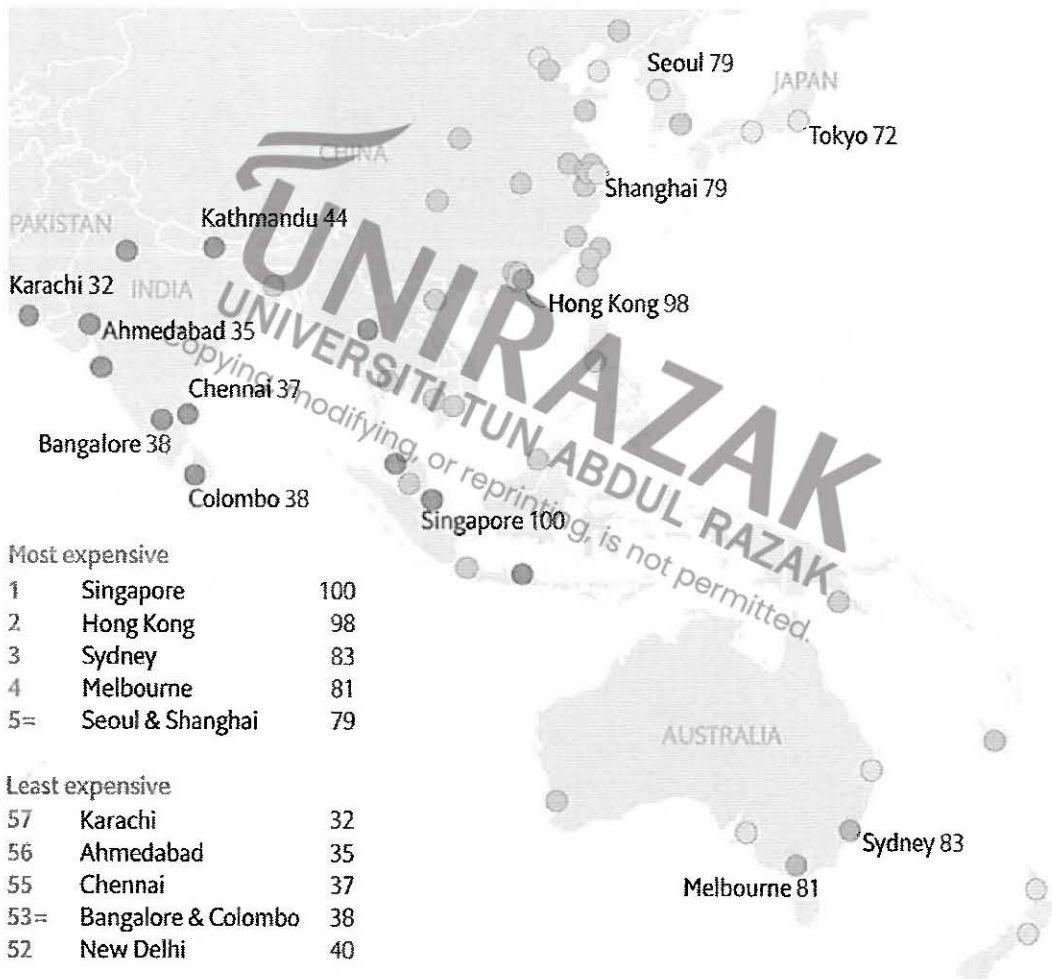 Seoul 79
JAPAN
Tokyo 72
CHINA
Shanghai 79
Kathmandu 44
PAKISTAN
Karachi 32
INDIA
Hong Kong 98
Ahmedabad 35
Chennai 37
Bangalore 38
Colombo 38
Singapore 100
UNIRAZAK
UNIVERSITI TUN ABDUL RAZAK
Copying, modifying, or reprinting, is not permitted.
Most expensive
1 Singapore 100
2 Hong Kong 98
3 Sydney 83
4 Melbourne 81
5= Seoul & Shanghai 79
AUSTRALIA
Least expensive
57 Karachi 32
56 Ahmedabad 35
55 Chennai 37
53= Bangalore & Colombo 38
52 New Delhi 40
Sydney 83
Melbourne 81